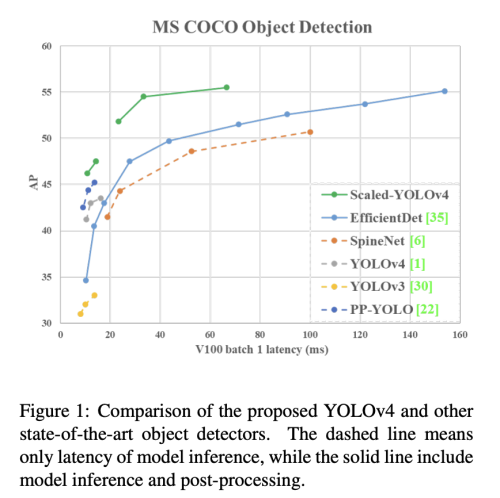 MS COCO Object Detection
60
55
50
45
40
35
30
AP
0 20 40 60 80 100 120 140 160
V100 batch 1 latency (ms)
Scaled-YOLOv4
EfficientDet [35]
SpineNet [6]
YOLOv4 [1]
YOLOv3 [30]
PP-YOLO [22]
Figure 1: Comparison of the proposed YOLOv4 and other
state-of-the-art object detectors. The dashed line means
only latency of model inference, while the solid line include
model inference and post-processing.